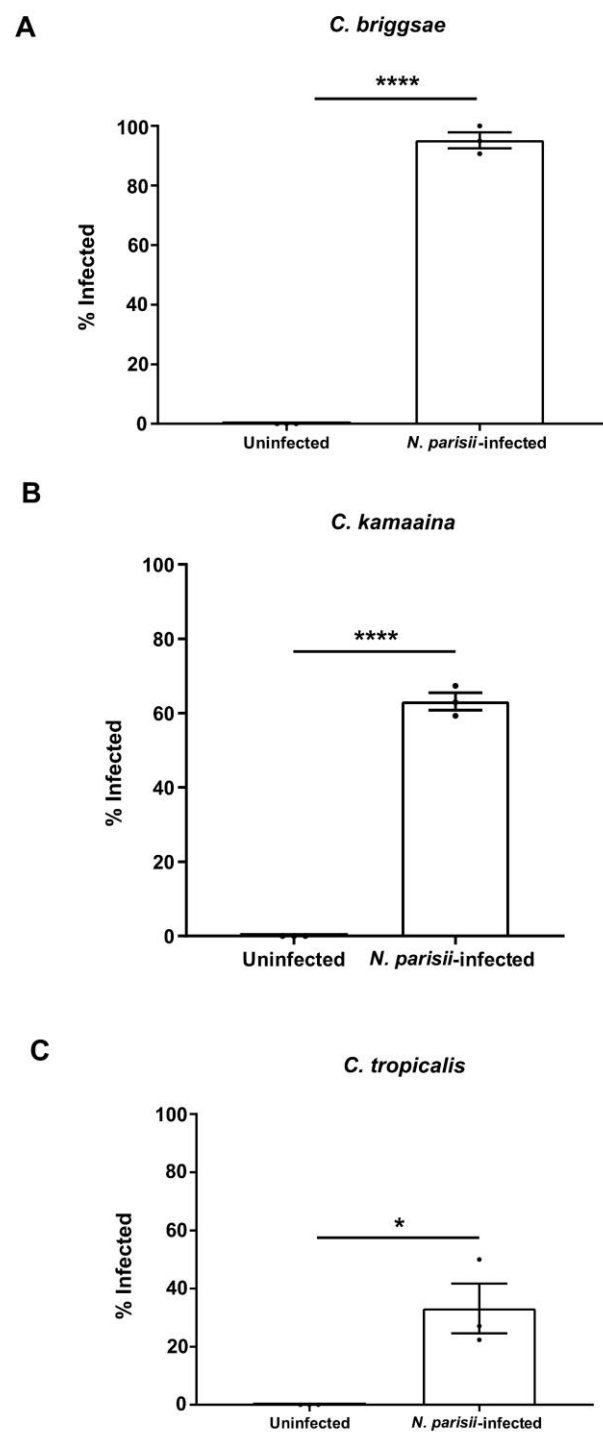 A
C. briggsae
****
100
80
60
40
20
0
% Infected
Uninfected
N. parisii-infected
B
C. kamaaina
****
100
80
60
40
20
0
% Infected
Uninfected
N. parisii-infected
C
C. tropicalis
*
100
80
60
40
20
0
% Infected
Uninfected
N. parisii-infected